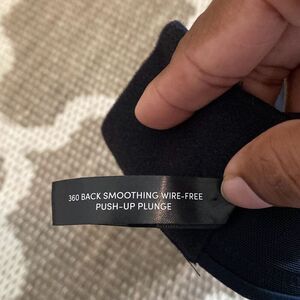 360 BACK SMOOTHING WIRE-FREE
PUSH-UP PLUNGE